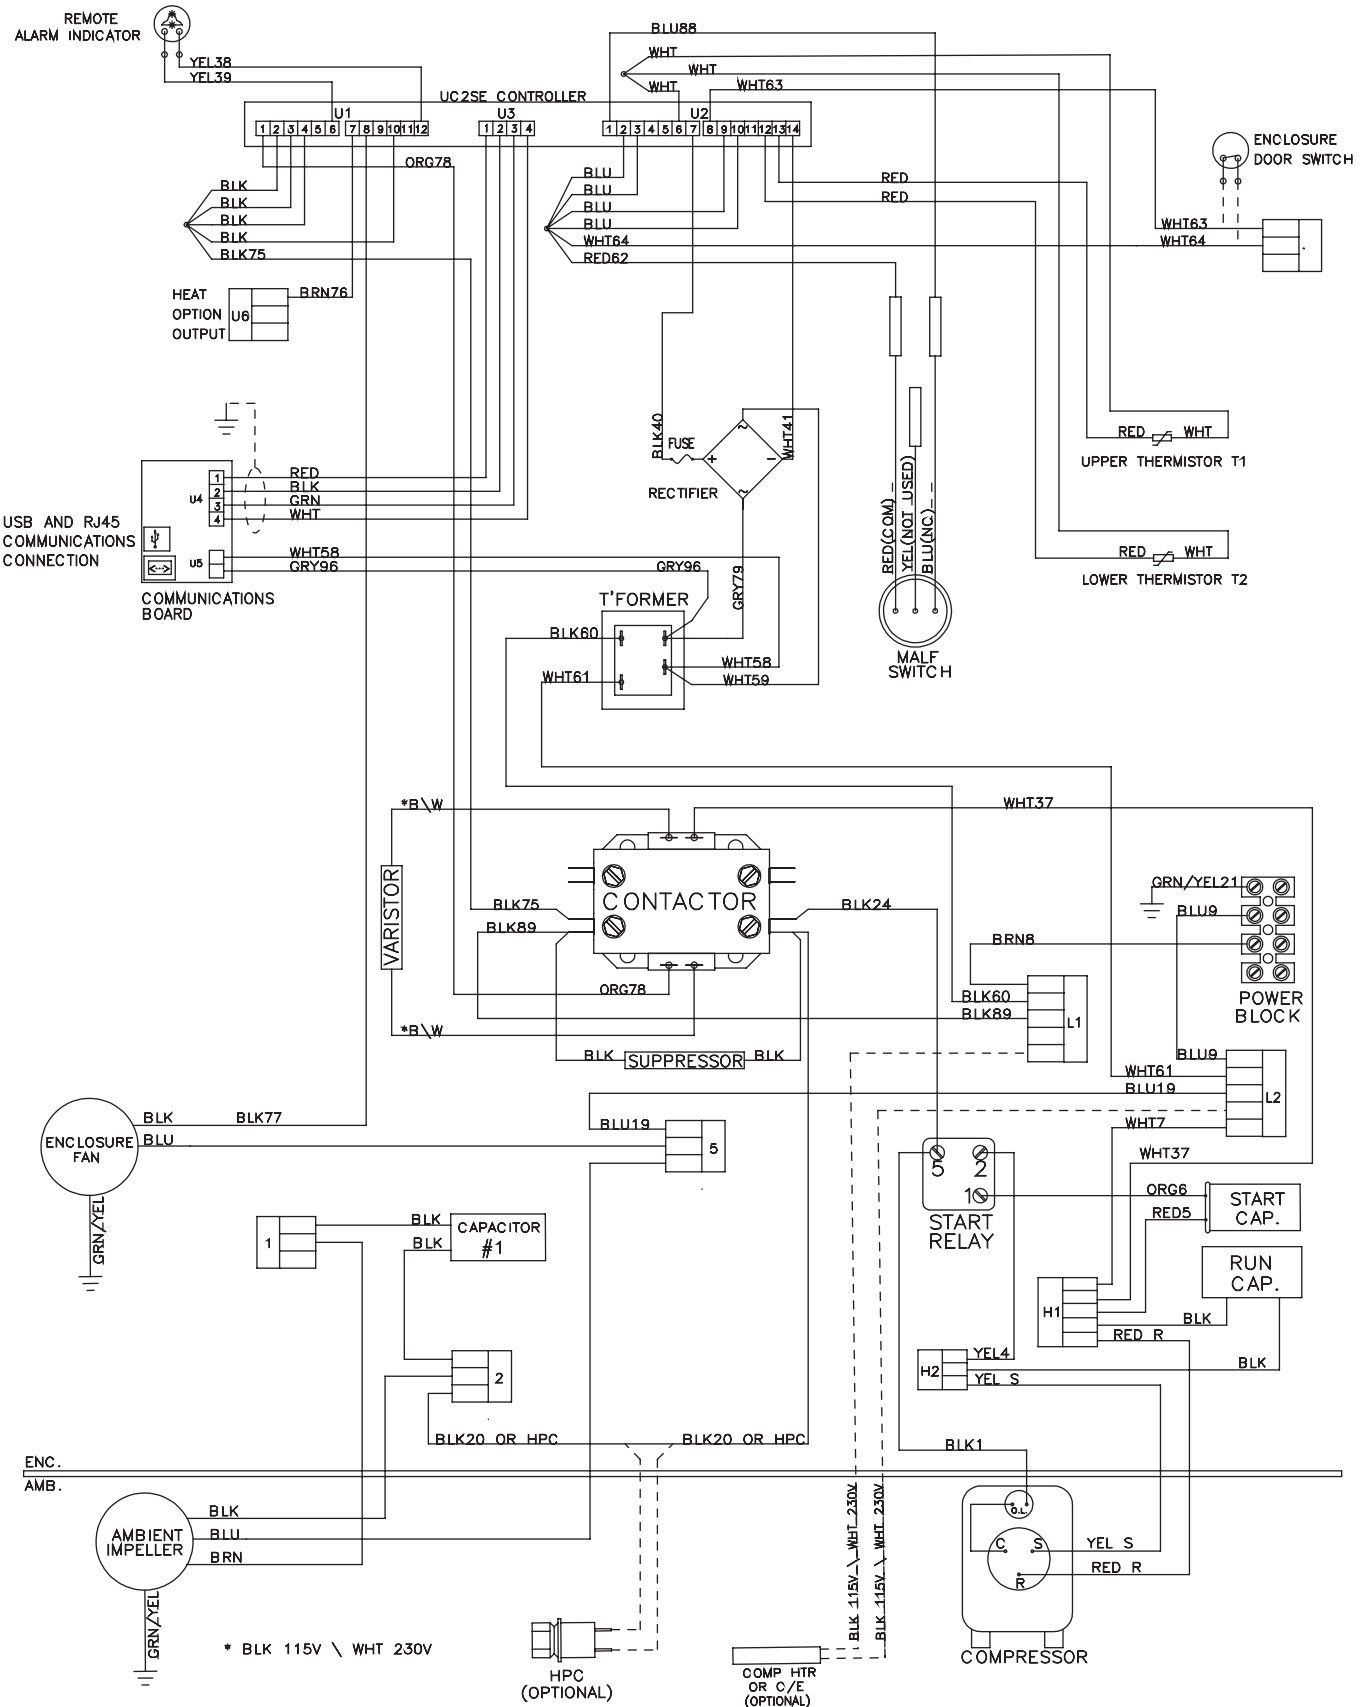 REMOTE
ALARM INDICATOR
YEL38
YEL39
BLU88
WHT
WHT
WHT
WHT63
UC2SE CONTROLLER
U1
U3
U2
1 2 3 4 5 6
7 8 9 10 11 12
1 2 3 4
1 2 3 4 5 6 7
8 9 10 11 12 13 14
ENCLOSURE
DOOR SWITCH
ORG78
BLK
BLK
BLK
BLK
BLK75
BLU
BLU
BLU
BLU
WHT64
RED62
RED
RED
WHT63
WHT64
HEAT
OPTION
OUTPUT
U6
BRN76
BLK40
FUSE
WHT41
~
+
-
~
RECTIFIER
RED
WHT
UPPER THERMISTOR T1
RED(COM)
YEL(NOT USED)
BLU(NO)
RED
WHT
LOWER THERMISTOR T2
MALF
SWITCH
USB AND RJ45
COMMUNICATIONS
CONNECTION
U4
1
2
3
4
U5
RED
BLK
GRN
WHT
WHT58
GRY96
COMMUNICATIONS
BOARD
GRY96
GRY79
T'FORMER
BLK60
WHT61
WHT58
WHT59
*B\W
WHT37
VARISTOR
CONTACTOR
BLK75
BLK89
BLK24
ORG78
*B\W
BLK
SUPPRESSOR
BLK
GRN/YEL21
BLU9
BRN8
BLK60
BLK89
L1
POWER
BLOCK
BLU9
WHT61
BLU19
L2
WHT7
WHT37
ENCLOSURE
FAN
BLK
BLK77
BLU
GRN/YEL
BLU19
5
5
2
1
START
RELAY
ORG6
RED5
START
CAP.
RUN
CAP.
1
BLK
BLK
CAPACITOR
#1
H1
BLK
RED R
BLK
2
H2
YEL4
YEL S
BLK20 OR HPC
BLK20 OR HPC
BLK1
ENC.
AMB.
AMBIENT
IMPELLER
BLK
BLU
BRN
GRN/YEL
BLK 115V \ WHT 230V
BLK 115V \ WHT 230V
O.L.
C
S
R
YEL S
RED R
COMPRESSOR
* BLK 115V \ WHT 230V
HPC
(OPTIONAL)
COMP HTR
OR C/E
(OPTIONAL)